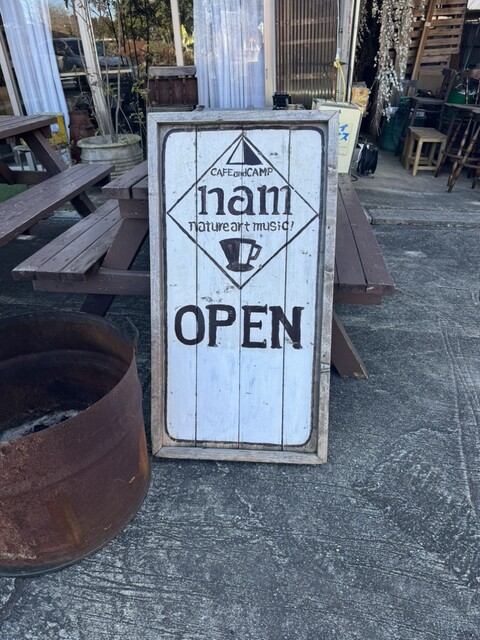 CAFE and CAMP
nam
nature art music!
OPEN